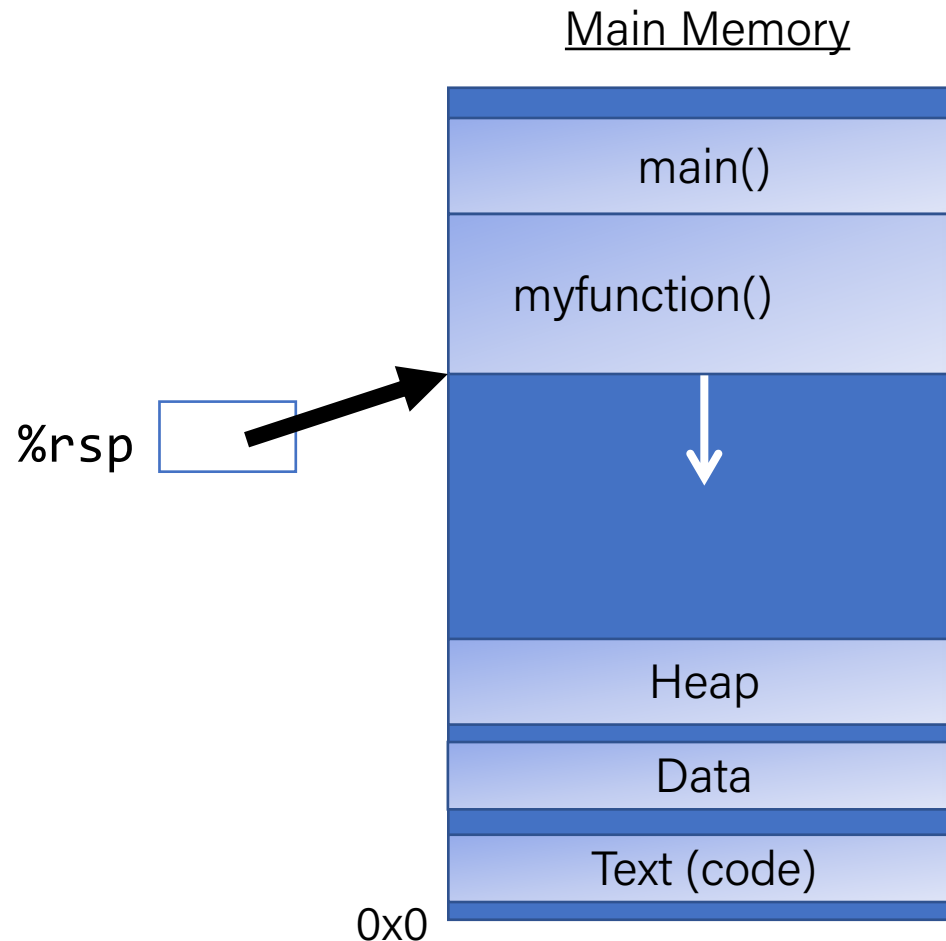 Main Memory
main()
myfunction()
%rsp
Heap
Data
Text (code)
0x0